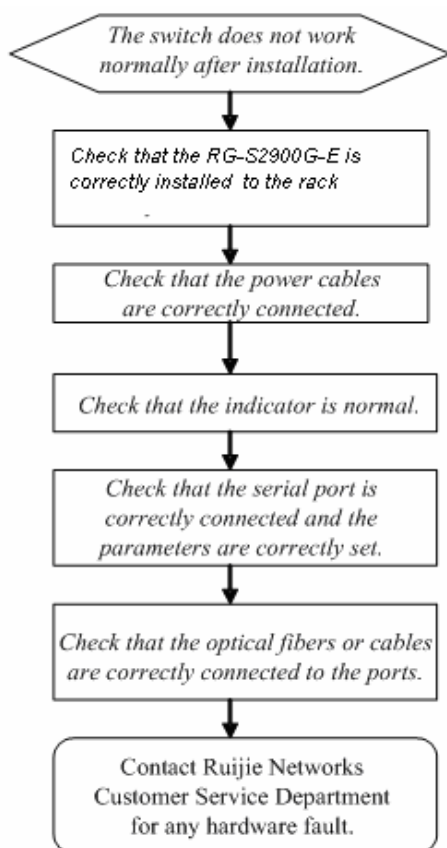 The switch does not work
normally after installation.
Check that the RG-S2900G-E is
correctly installed to the rack
.
Check that the power cables
are correctly connected.
Check that the indicator is normal.
Check that the serial port is
correctly connected and the
parameters are correctly set.
Check that the optical fibers or cables
are correctly connected to the ports.
Contact Ruijie Networks
Customer Service Department
for any hardware fault.